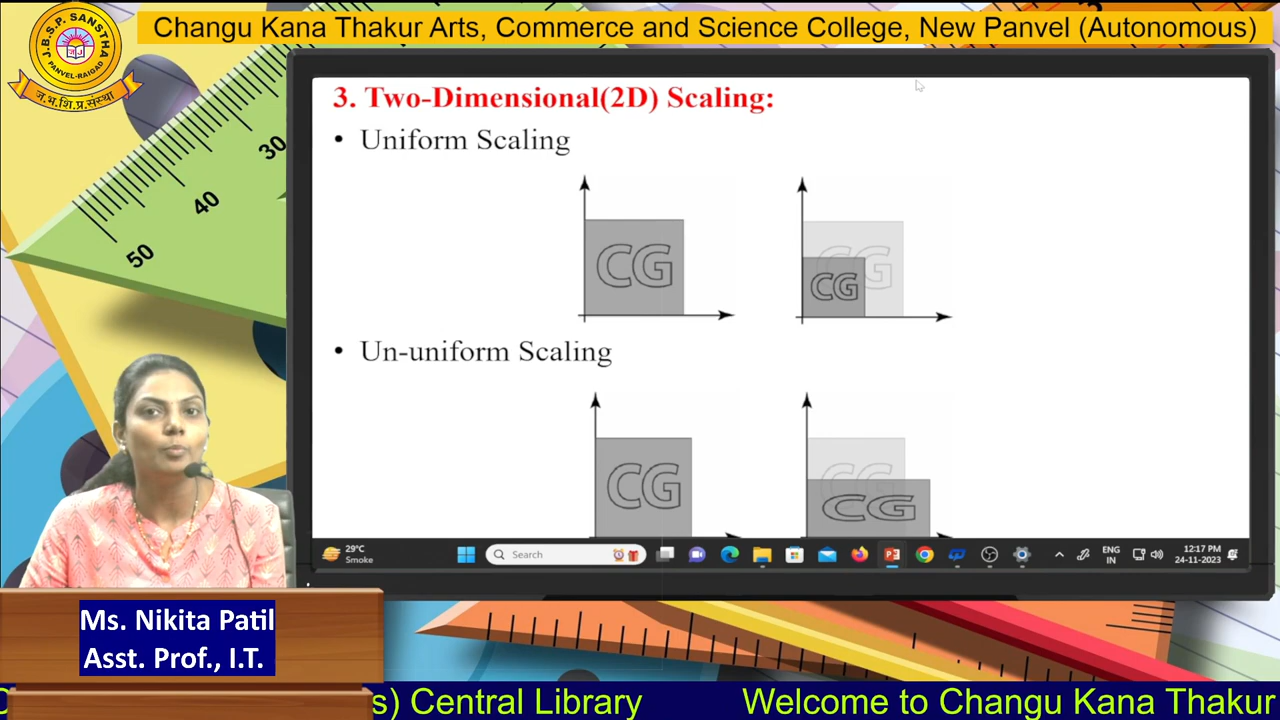 Changu Kana Thakur Arts, Commerce and Science College, New Panvel (Autonomous)
J.B.S.P. SANSTHA
PANVEL-RAIGAD
ज.भ.शि.प्र.संस्था
30
40
50
3. Two-Dimensional(2D) Scaling:
• Uniform Scaling
CG
CG
CG
• Un-uniform Scaling
CG
CG
CG
29°C
Smoke
Search
ENG
IN
12:17 PM
24-11-2023
Ms. Nikita Patil
Asst. Prof., I.T.
s) Central Library Welcome to Changu Kana Thakur